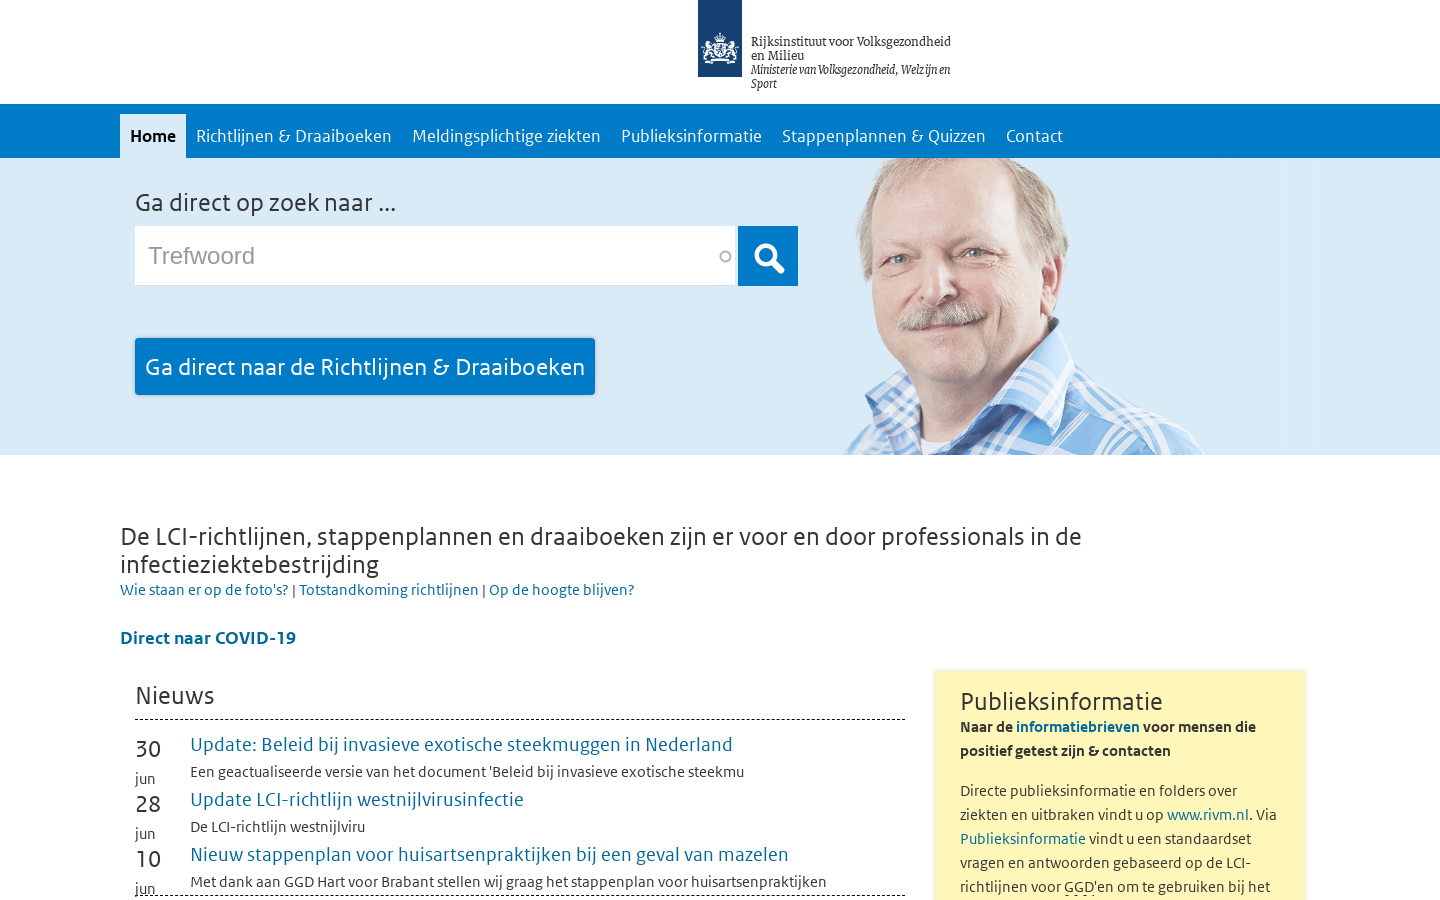 Rijksinstituut voor Volksgezondheid
en Milieu
Ministerie van Volksgezondheid, Welzijn en
Sport
Home Richtlijnen & Draaiboeken Meldingsplichtige ziekten Publieksinformatie Stappenplannen & Quizzen Contact
Ga direct op zoek naar ...
Trefwoord
Ga direct naar de Richtlijnen & Draaiboeken
De LCI-richtlijnen, stappenplannen en draaiboeken zijn er voor en door professionals in de
infectieziektebestrijding
Wie staan er op de foto's? | Totstandkoming richtlijnen | Op de hoogte blijven?
Direct naar COVID-19
Nieuws
30 jun
Update: Beleid bij invasieve exotische steekmuggen in Nederland
Een geactualiseerde versie van het document 'Beleid bij invasieve exotische steekmu
28 jun
Update LCI-richtlijn westnijlvirusinfectie
De LCI-richtlijn westnijlviru
10 jun
Nieuw stappenplan voor huisartsenpraktijken bij een geval van mazelen
Met dank aan GGD Hart voor Brabant stellen wij graag het stappenplan voor huisartsenpraktijken
Publieksinformatie
Naar de informatiebrieven voor mensen die
positief getest zijn & contacten
Directe publieksinformatie en folders over
ziekten en uitbraken vindt u op www.rivm.nl. Via
Publieksinformatie vindt u een standaardset
vragen en antwoorden gebaseerd op de LCI-
richtlijnen voor GGD'en om te gebruiken bij het